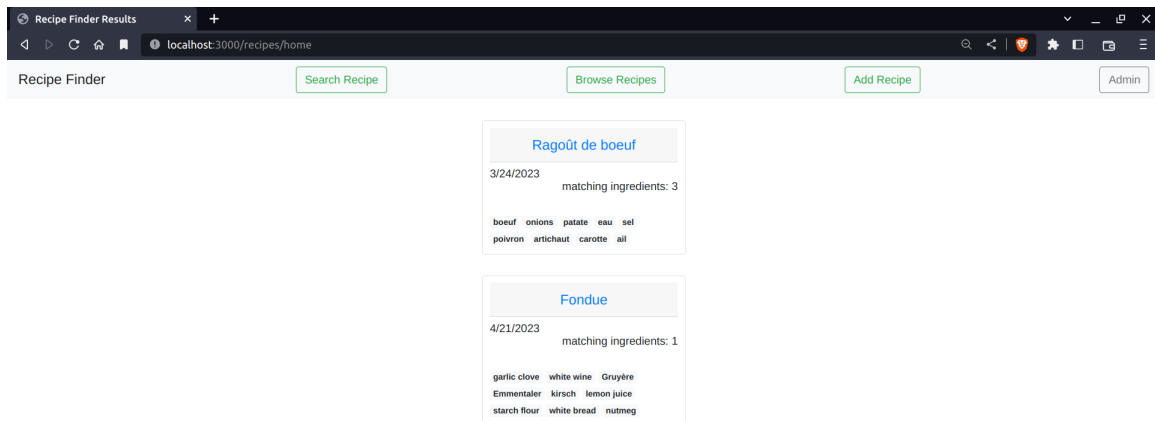 Recipe Finder Results
localhost:3000/recipes/home
Recipe Finder Search Recipe Browse Recipes Add Recipe Admin
Ragoût de boeuf
3/24/2023
matching ingredients: 3
boeuf onions patate eau sel
poivron artichaut carotte ail
Fondue
4/21/2023
matching ingredients: 1
garlic clove white wine Gruyère
Emmentaler kirsch lemon juice
starch flour white bread nutmeg